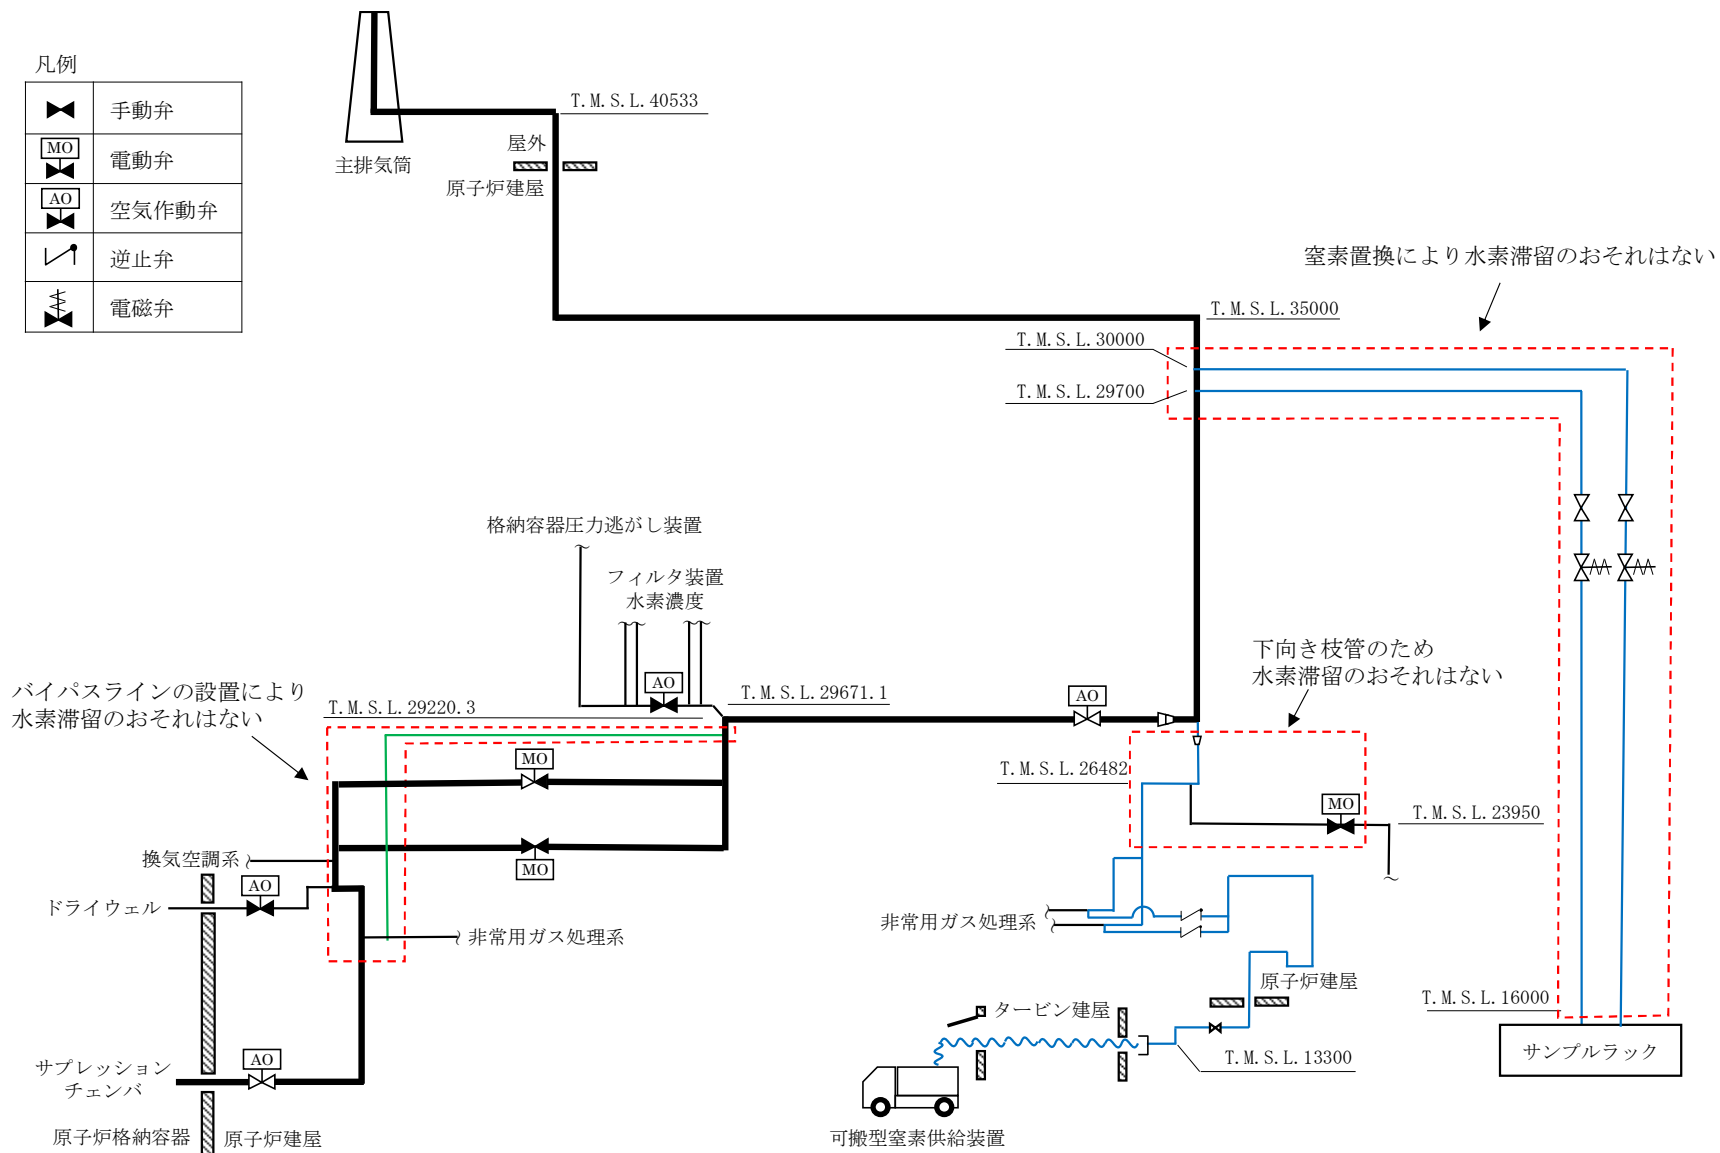 凡例
手動弁
MO
電動弁
AO
空気作動弁
逆止弁
電磁弁
主排気筒
T.M.S.L.40533
屋外
原子炉建屋
窒素置換により水素滞留のおそれはない
T.M.S.L.35000
T.M.S.L.30000
T.M.S.L.29700
格納容器圧力逃がし装置
フィルタ装置
水素濃度
AO
T.M.S.L.29671.1
AO
下向き枝管のため
水素滞留のおそれはない
バイパスラインの設置により
水素滞留のおそれはない
T.M.S.L.29220.3
MO
MO
T.M.S.L.26482
MO
T.M.S.L.23950
換気空調系
AO
ドライウェル
非常用ガス処理系
非常用ガス処理系
原子炉建屋
タービン建屋
T.M.S.L.16000
T.M.S.L.13300
サンプルラック
AO
サプレッション
チェンバ
原子炉格納容器
原子炉建屋
可搬型窒素供給装置